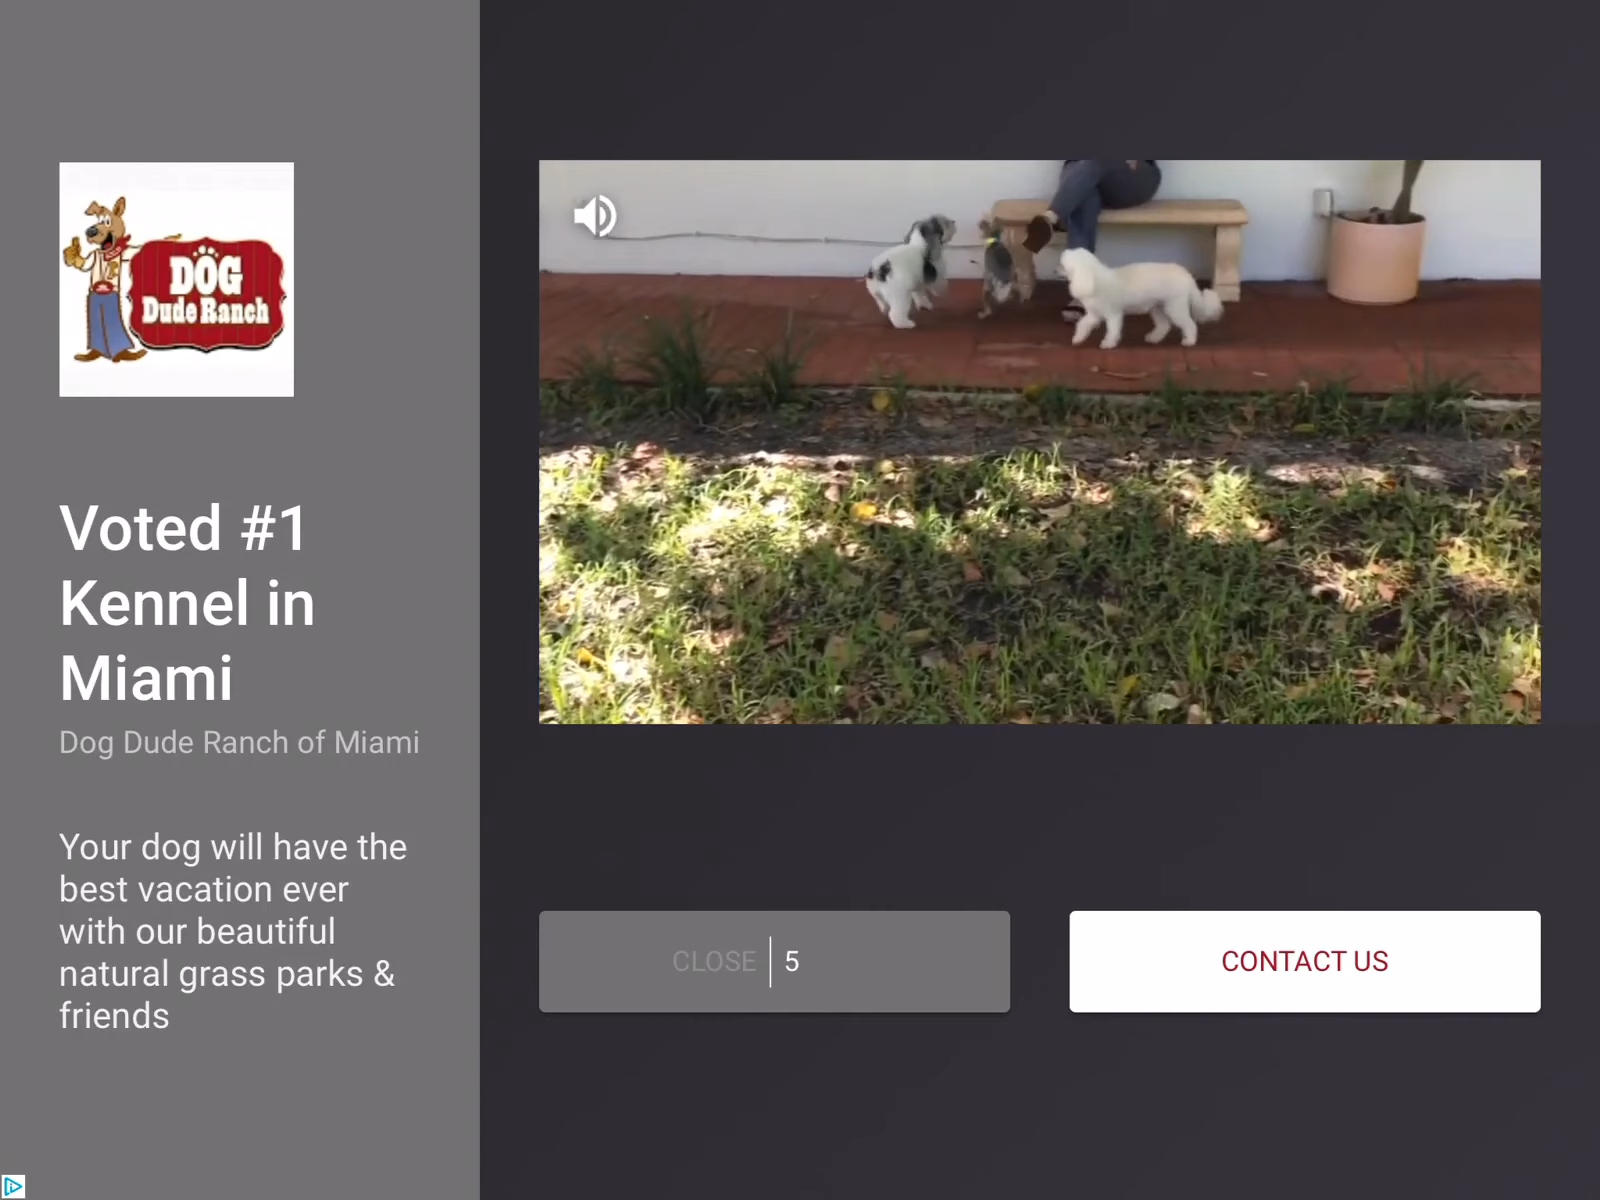 DOG
Dude Ranch
Voted #1
Kennel in
Miami
Dog Dude Ranch of Miami
Your dog will have the
best vacation ever
with our beautiful
natural grass parks &
friends
CLOSE 5
CONTACT US